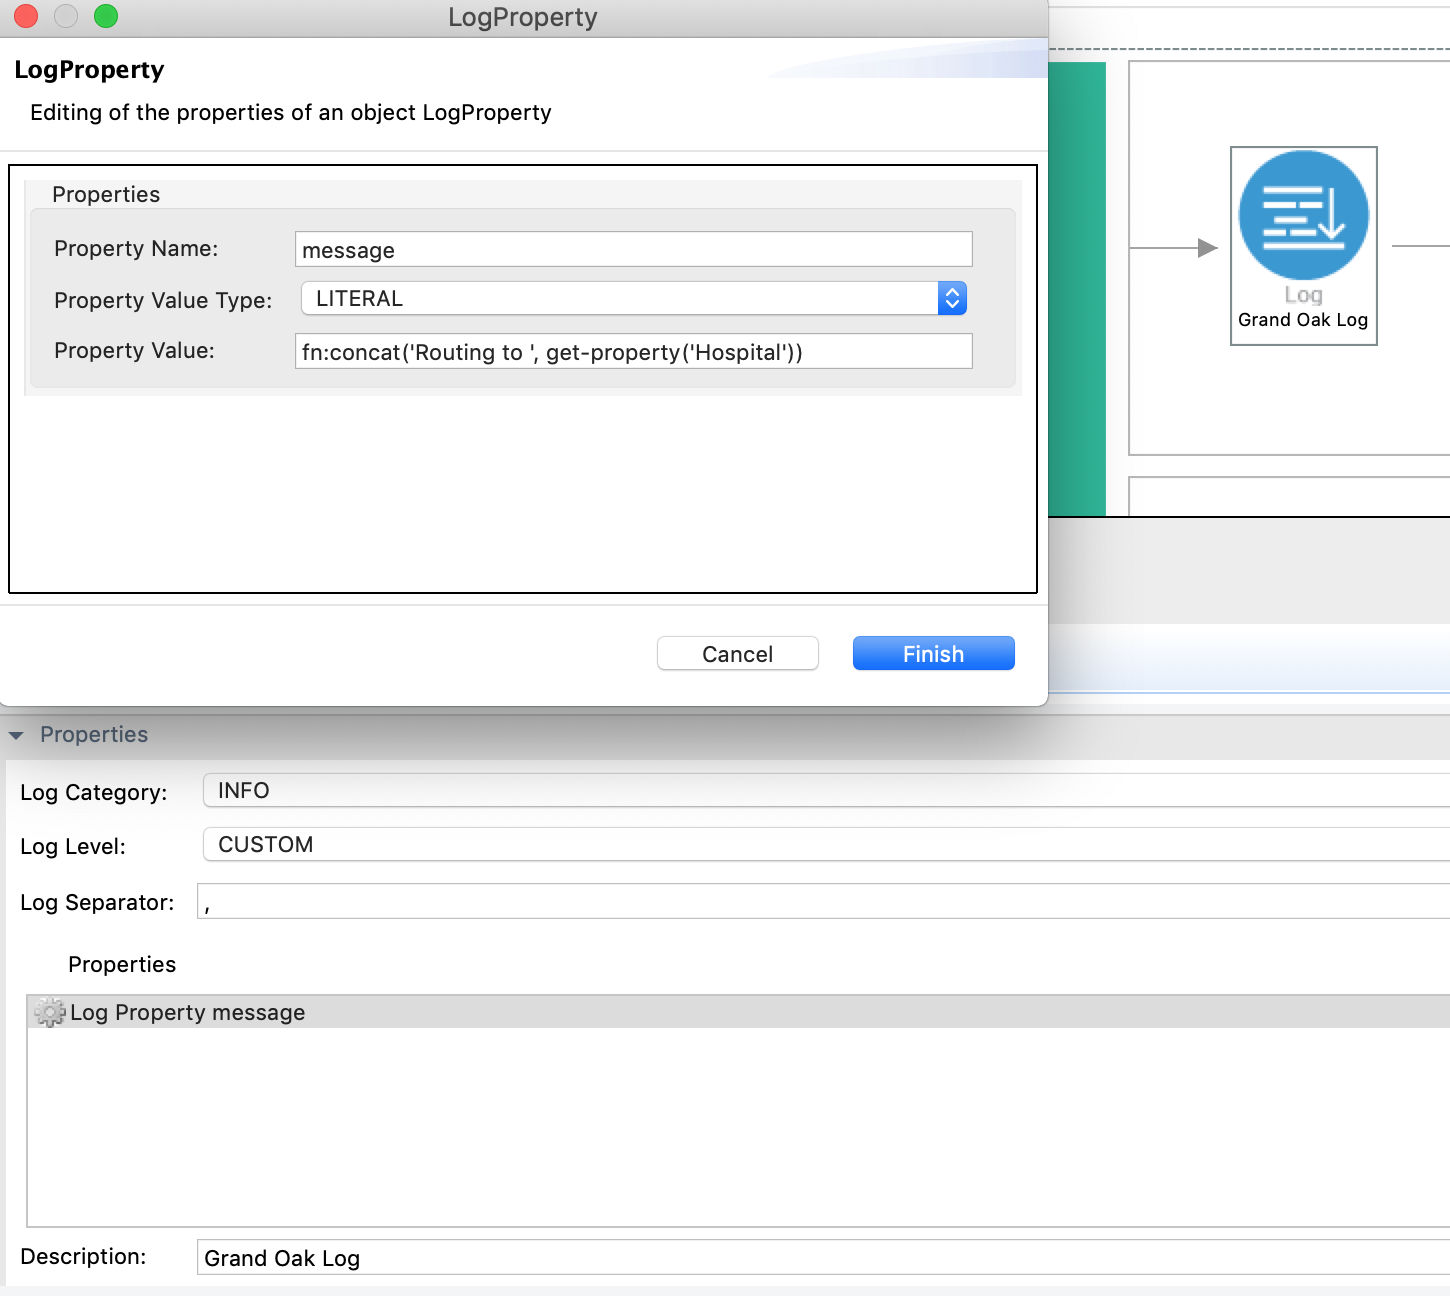 LogProperty
LogProperty
Editing of the properties of an object LogProperty
Properties
Property Name: message
Property Value Type: LITERAL
Property Value: fn:concat('Routing to ', get-property('Hospital'))
Cancel Finish
Log
Grand Oak Log
Properties
Log Category: INFO
Log Level: CUSTOM
Log Separator: ,
Properties
Log Property message
Description: Grand Oak Log